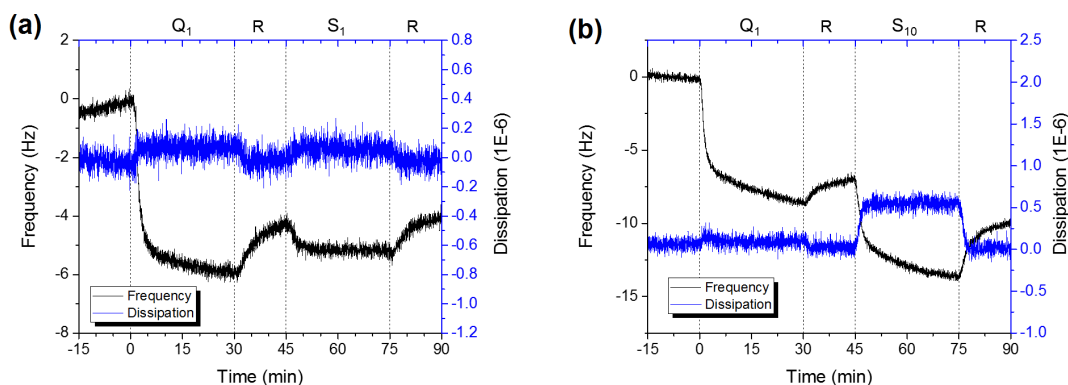 (a)
Q1 R S1 R
2
0
-2
-4
-6
-8
0.8
0.6
0.4
0.2
0.0
-0.2
-0.4
-0.6
-0.8
-1.0
-1.2
Frequency (Hz)
Dissipation (1E-6)
Frequency
Dissipation
-15 0 15 30 45 60 75 90
Time (min)
(b)
Q1 R S10 R
0
-5
-10
-15
2.5
2.0
1.5
1.0
0.5
0.0
-0.5
-1.0
Frequency (Hz)
Dissipation (1E-6)
Frequency
Dissipation
-15 0 15 30 45 60 75 90
Time (min)